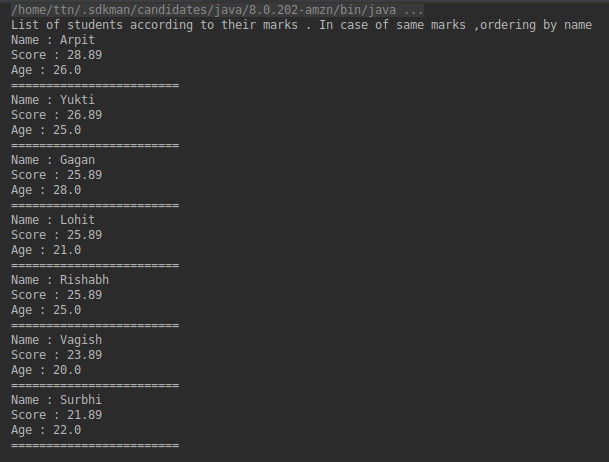 /home/ttn/.sdkman/candidates/java/8.0.202-amzn/bin/java ...
List of students according to their marks . In case of same marks ,ordering by name
Name : Arpit
Score : 28.89
Age : 26.0
========================
Name : Yukti
Score : 26.89
Age : 25.0
========================
Name : Gagan
Score : 25.89
Age : 28.0
========================
Name : Lohit
Score : 25.89
Age : 21.0
========================
Name : Rishabh
Score : 25.89
Age : 25.0
========================
Name : Vagish
Score : 23.89
Age : 20.0
========================
Name : Surbhi
Score : 21.89
Age : 22.0
========================